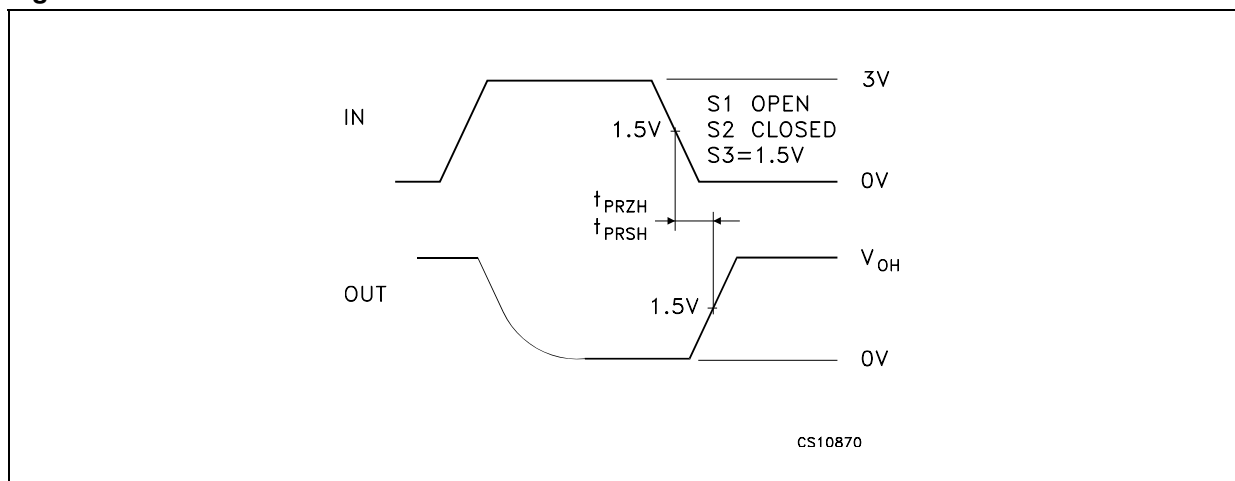 3V
S1 OPEN
IN
1.5V
S2 CLOSED
S3=1.5V
0V
tPRZH
tPRSH
VOH
OUT
1.5V
0V
CS10870